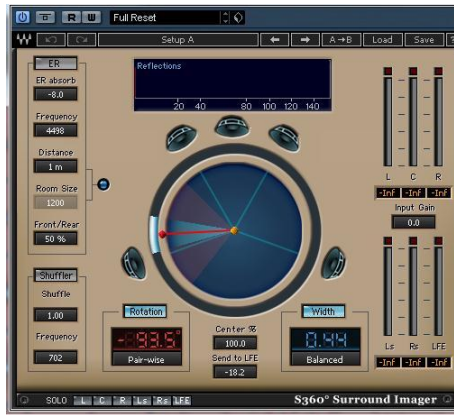 R W Full Reset
Setup A A→B Load Save ?
ER
ER absorb
-8.0
Frequency
4498
Distance
1 m
Room Size
1200
Front/Rear
50 %
Shuffler
Shuffle
1.00
Frequency
702
Reflections
20 40 80 100 120 140
Rotation
-93.5°
Pair-wise
Center %
100.0
Send to LFE
-18.2
Width
0.44
Balanced
L C R
-Inf -Inf -Inf
Input Gain
0.0
Ls Rs LFE
-Inf -Inf -Inf
SOLO L C R Ls Rs LFE
S360° Surround Imager